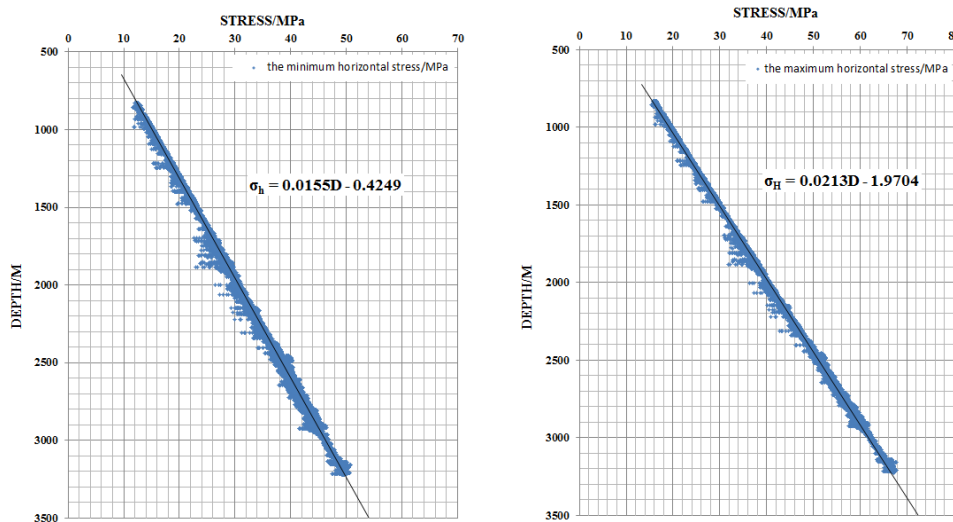 STRESS/MPa
0 10 20 30 40 50 60 70
500
the minimum horizontal stress/MPa
1000
σh = 0.0155D - 0.4249
1500
2000
2500
3000
3500
DEPTH/M
STRESS/MPa
0 10 20 30 40 50 60 70 80
500
the maximum horizontal stress/MPa
1000
σH = 0.0213D - 1.9704
1500
2000
2500
3000
3500
DEPTH/M